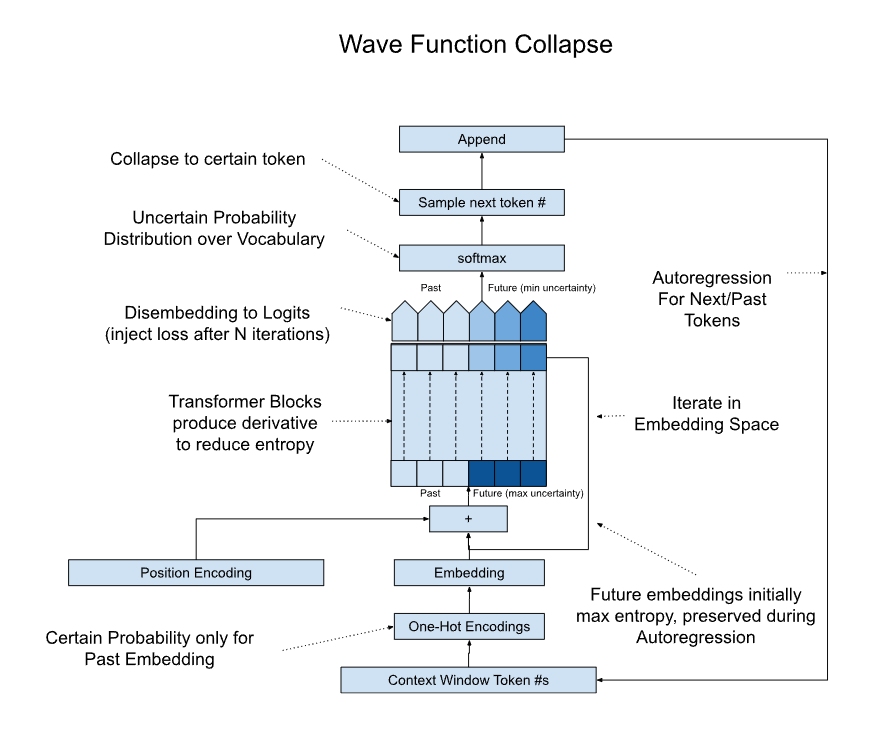 Wave Function Collapse
Append
Collapse to certain token
Sample next token #
Uncertain Probability
Distribution over Vocabulary
softmax
Autoregression
For Next/Past
Tokens
Past
Future (min uncertainty)
Disembedding to Logits
(inject loss after N iterations)
Transformer Blocks
produce derivative
to reduce entropy
Iterate in
Embedding Space
Past
Future (max uncertainty)
+
Position Encoding
Embedding
Future embeddings initially
max entropy, preserved during
Autoregression
One-Hot Encodings
Certain Probability only for
Past Embedding
Context Window Token #s